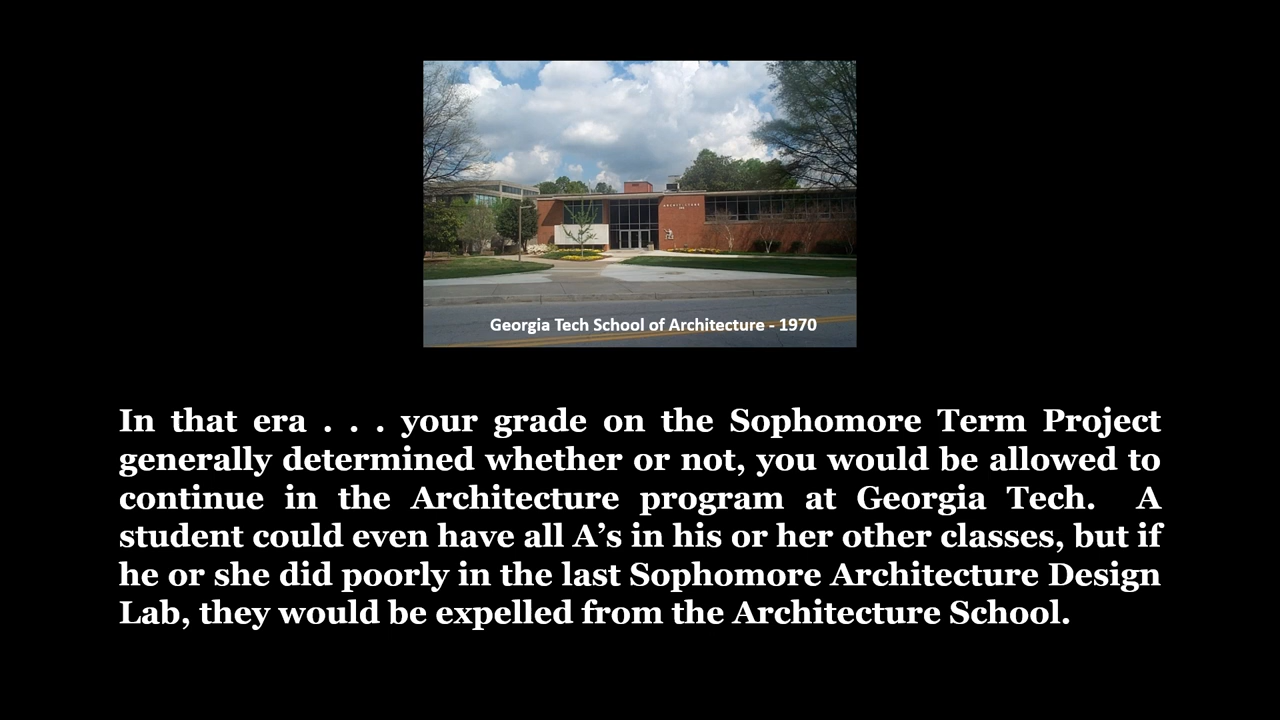 ARCHITECTURE
Georgia Tech School of Architecture - 1970
In that era . . . your grade on the Sophomore Term Project
generally determined whether or not, you would be allowed to
continue in the Architecture program at Georgia Tech.  A
student could even have all A’s in his or her other classes, but if
he or she did poorly in the last Sophomore Architecture Design
Lab, they would be expelled from the Architecture School.